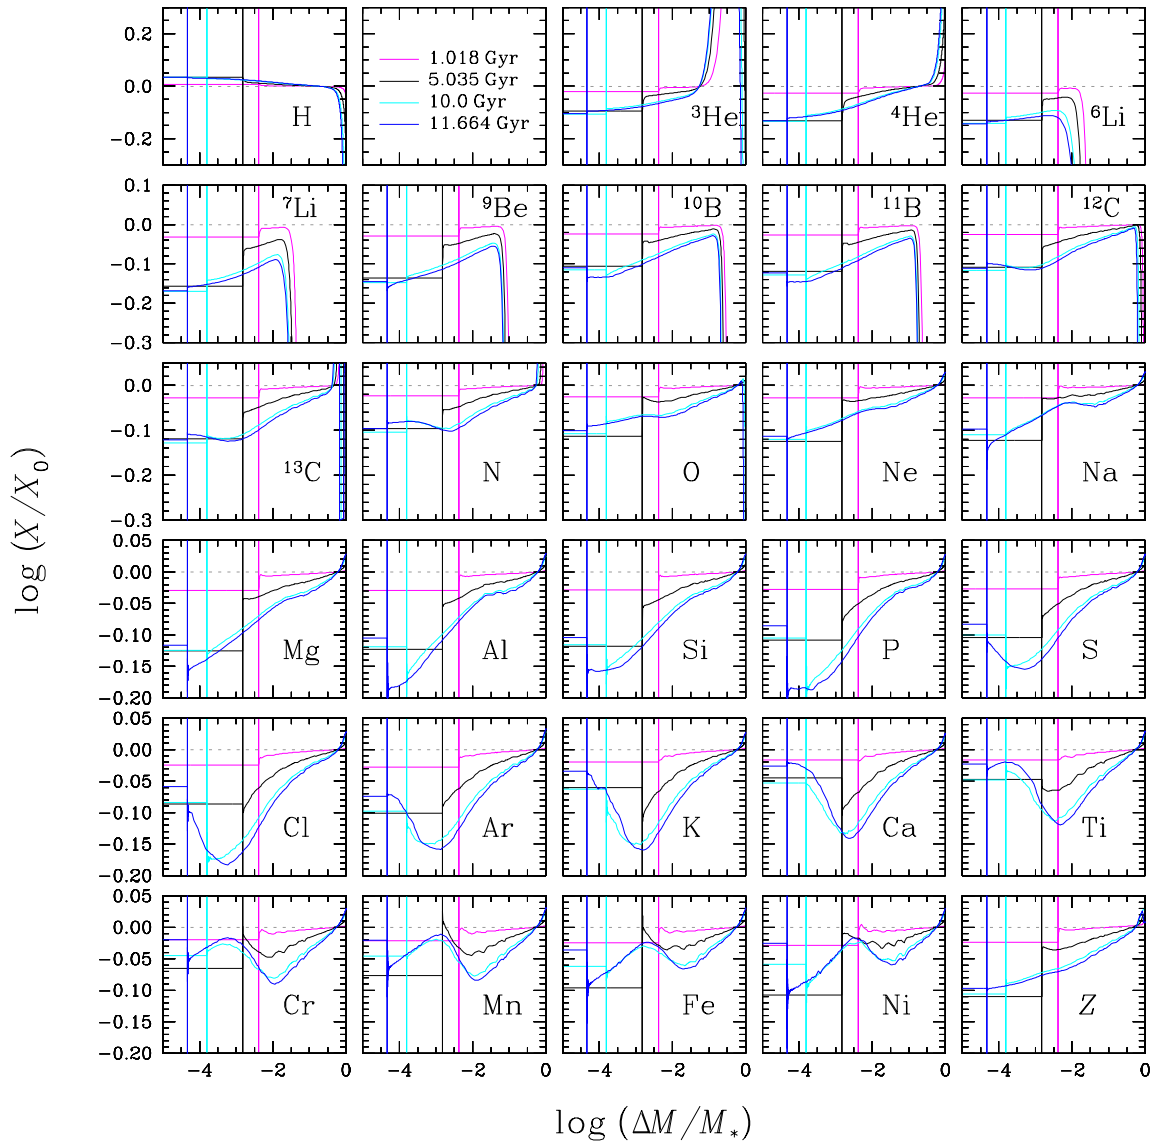 0.2
0.0
−0.2
H
1.018 Gyr
5.035 Gyr
10.0 Gyr
11.664 Gyr
³He
⁴He
⁶Li
0.1
0.0
−0.1
−0.2
−0.3
⁷Li
⁹Be
¹⁰B
¹¹B
¹²C
0.0
−0.1
−0.2
−0.3
¹³C
N
O
Ne
Na
0.05
0.00
−0.05
−0.10
−0.15
−0.20
Mg
Al
Si
P
S
0.05
0.00
−0.05
−0.10
−0.15
−0.20
Cl
Ar
K
Ca
Ti
0.05
0.00
−0.05
−0.10
−0.15
−0.20
Cr
Mn
Fe
Ni
Z
−4 −2 0
−4 −2 0
−4 −2 0
−4 −2 0
−4 −2 0
log (X/X₀)
log (ΔM/M⁎)